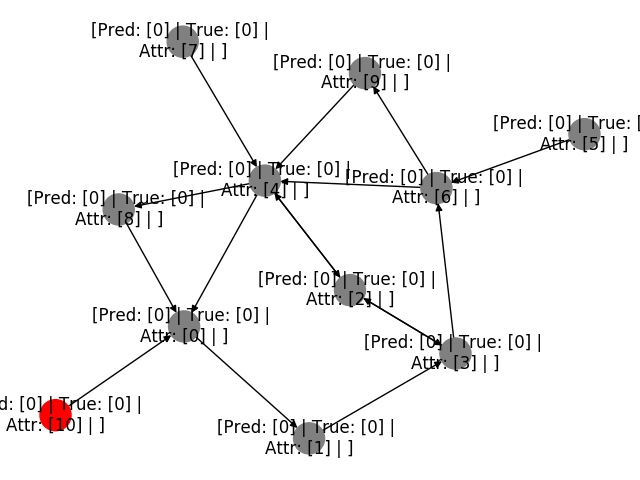 [Pred: [0] | True: [0] |
Attr: [7] | ]
[Pred: [0] | True: [0] |
Attr: [9] | ]
[Pred: [0] | True: [
Attr: [5] | ]
[Pred: [0] | True: [0] |
Attr: [4] | ]
[Pred: [0] | True: [0] |
Attr: [6] | ]
[Pred: [0] | True: [0] |
Attr: [8] | ]
[Pred: [0] | True: [0] |
Attr: [2] | ]
[Pred: [0] | True: [0] |
Attr: [0] | ]
[Pred: [0] | True: [0] |
Attr: [3] | ]
d: [0] | True: [0] |
Attr: [10] | ]
[Pred: [0] | True: [0] |
Attr: [1] | ]